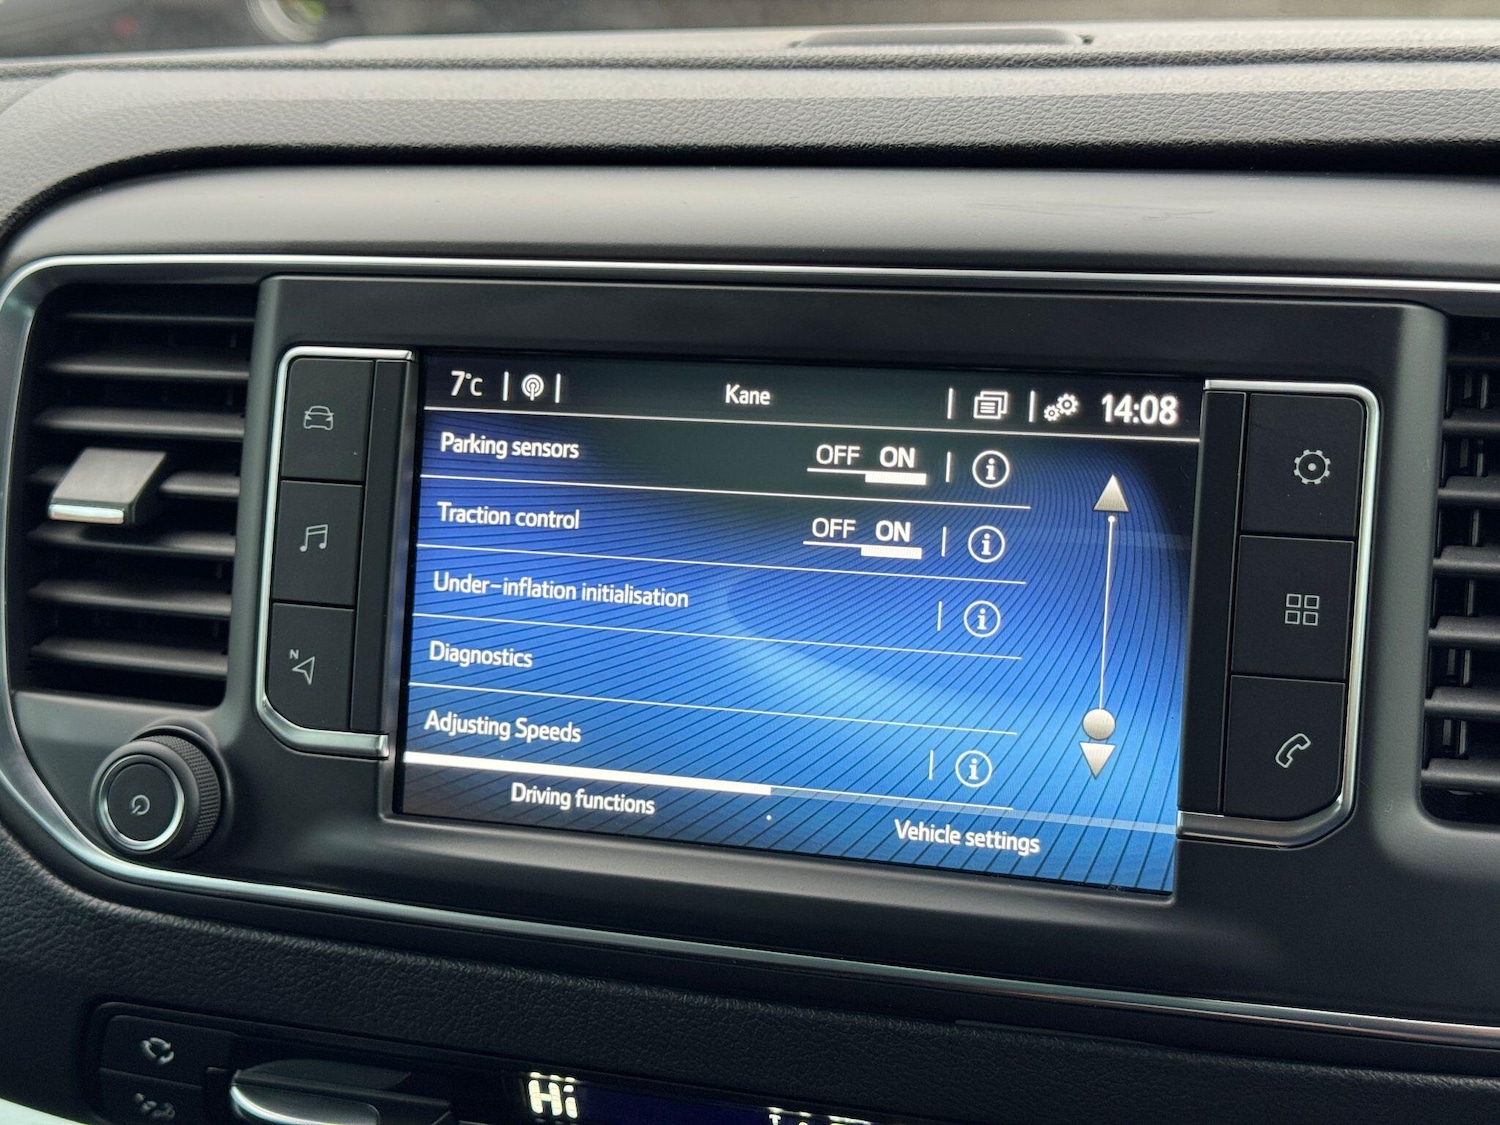 7°C Kane 14:08
Parking sensors OFF ON
Traction control OFF ON
Under-inflation initialisation
Diagnostics
Adjusting Speeds
Driving functions Vehicle settings
N
Hi